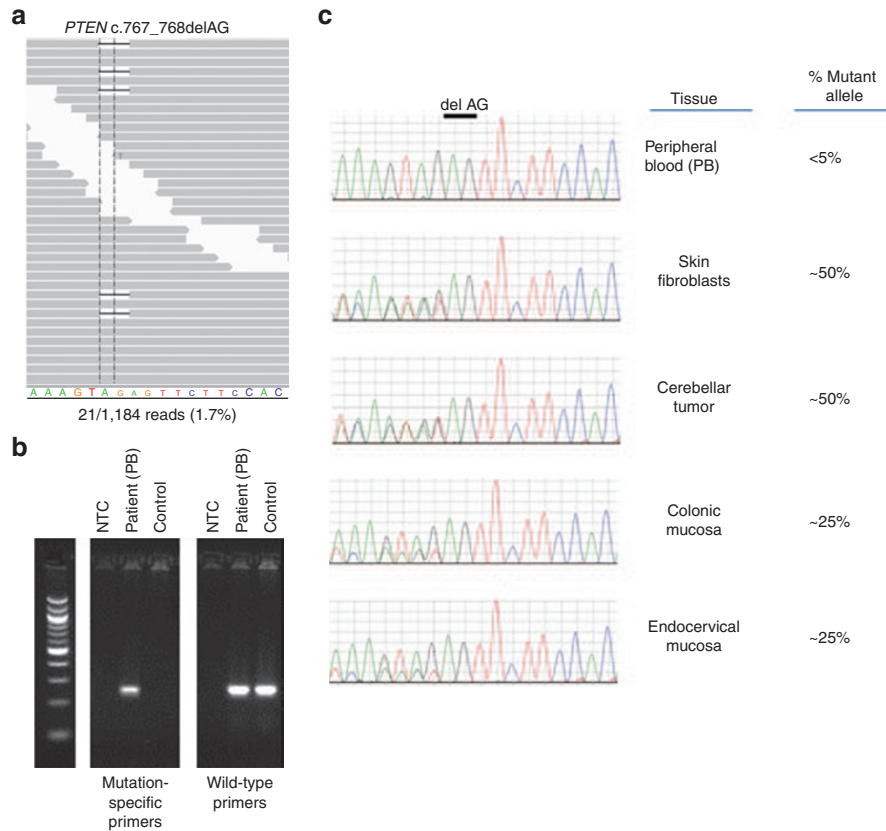 a
PTEN c.767_768delAG
A A A G T A G A G T T C T T C C A C
21/1,184 reads (1.7%)
b
NTC
Patient (PB)
Control
NTC
Patient (PB)
Control
Mutation-
specific
primers
Wild-type
primers
c
del AG
Tissue
% Mutant
allele
Peripheral
blood (PB)
<5%
Skin
fibroblasts
~50%
Cerebellar
tumor
~50%
Colonic
mucosa
~25%
Endocervical
mucosa
~25%